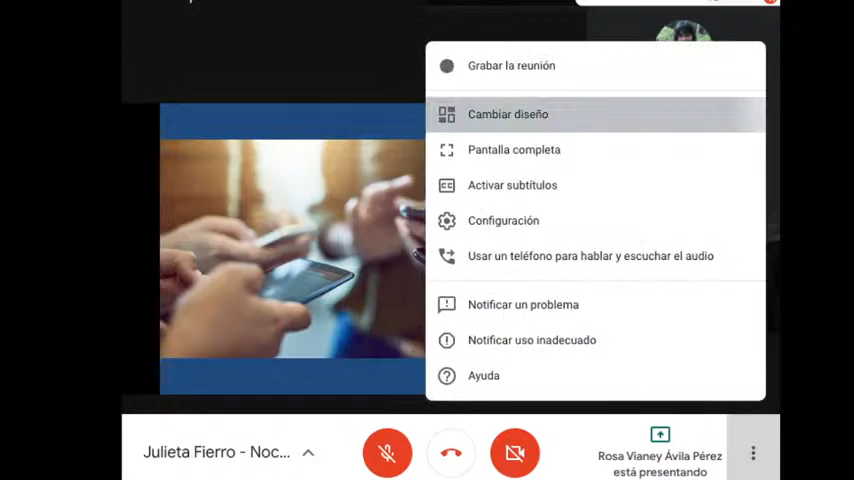 Grabar la reunión
Cambiar diseño
Pantalla completa
CC Activar subtítulos
Configuración
Usar un teléfono para hablar y escuchar el audio
Notificar un problema
Notificar uso inadecuado
Ayuda
Julieta Fierro - Noc...
Rosa Vianey Ávila Pérez
está presentando